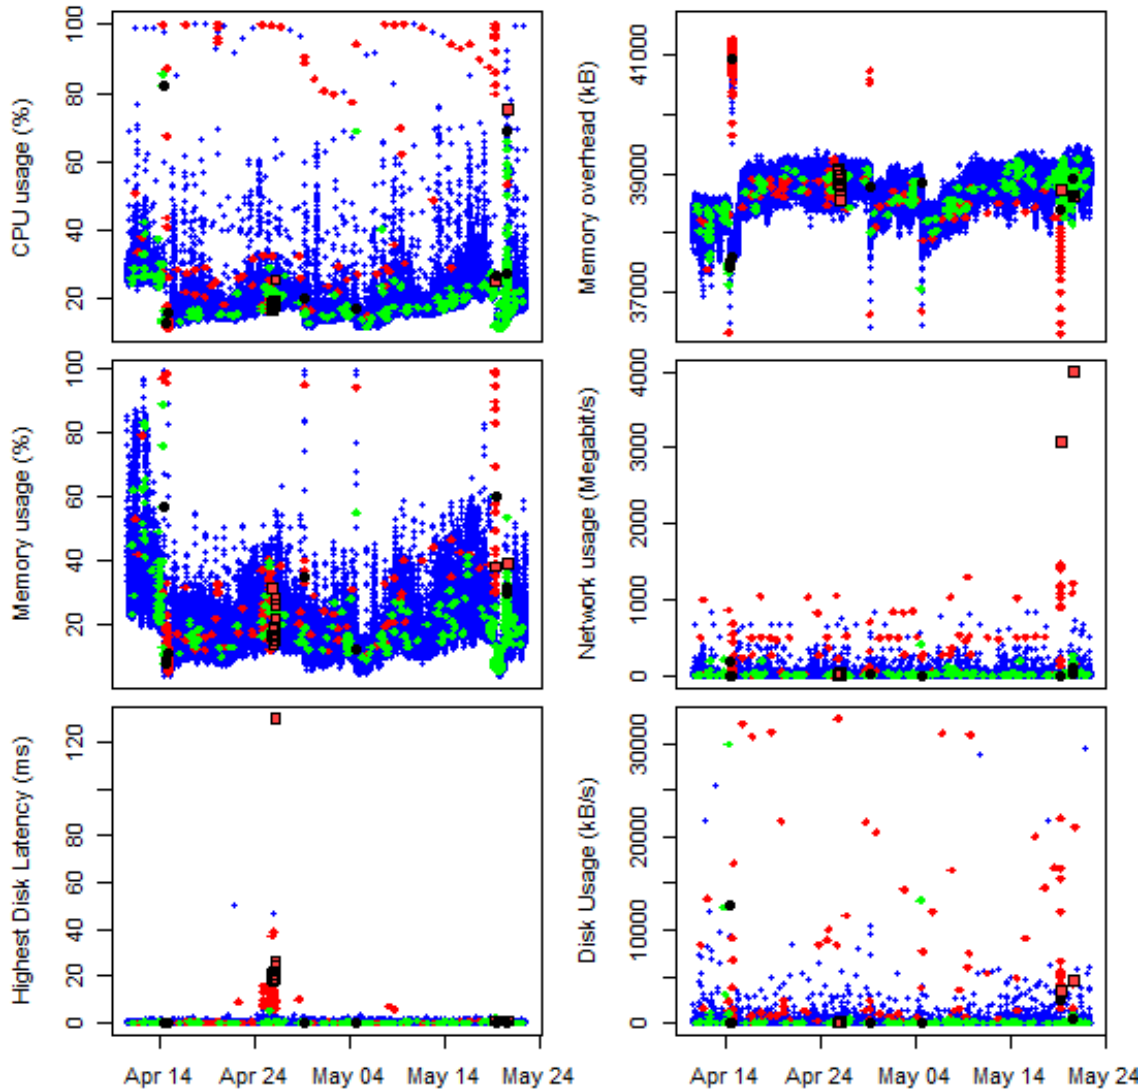 CPU usage (%)
20 40 60 80 100
Memory overhead (kB)
37000 39000 41000
Memory usage (%)
20 40 60 80 100
Network usage (Megabit/s)
0 1000 2000 3000 4000
Highest Disk Latency (ms)
0 20 40 60 80 120
Disk Usage (kB/s)
0 10000 20000 30000
Apr 14 Apr 24 May 04 May 14 May 24
Apr 14 Apr 24 May 04 May 14 May 24